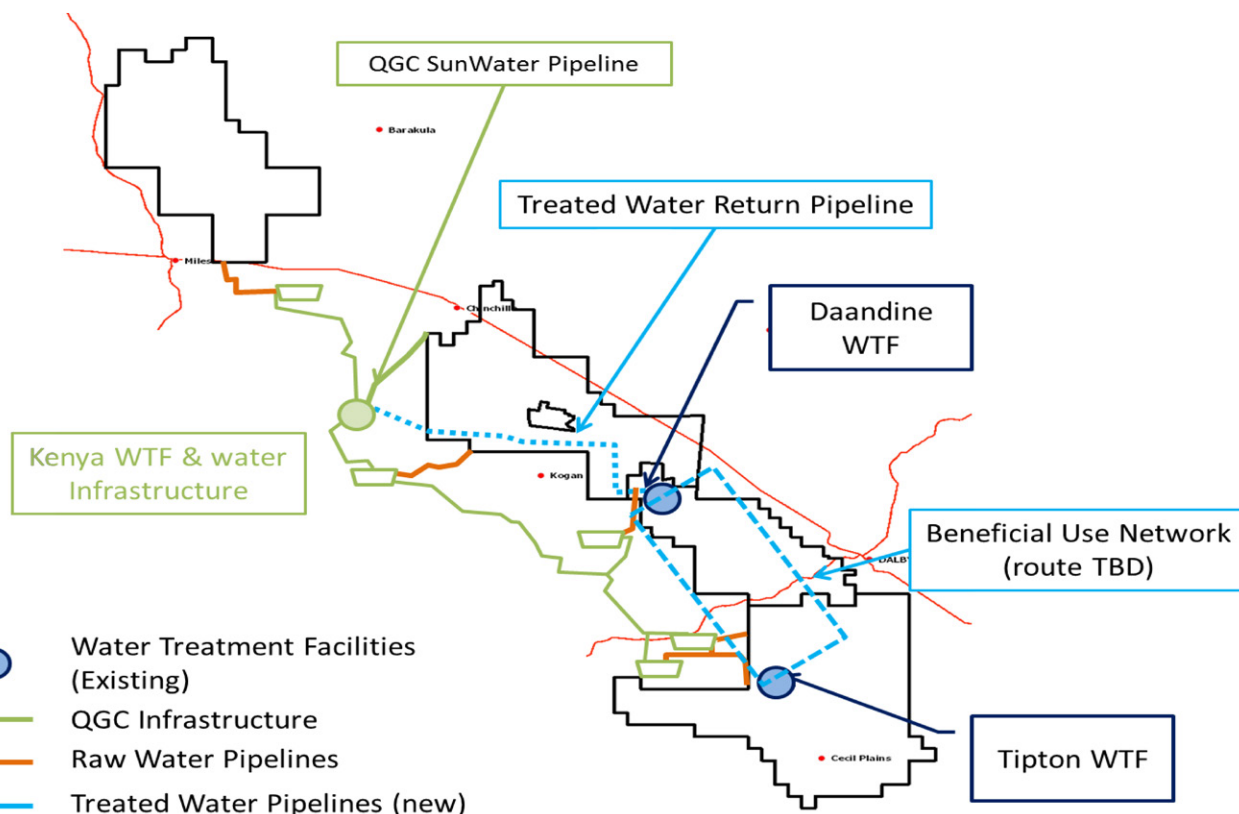 QGC SunWater Pipeline
Barakula
Treated Water Return Pipeline
Miles
Daandine
WTF
Kenya WTF & water
Infrastructure
Kogan
Beneficial Use Network
(route TBD)
Water Treatment Facilities
(Existing)
QGC Infrastructure
Raw Water Pipelines
Treated Water Pipelines (new)
Cecil Plains
Tipton WTF